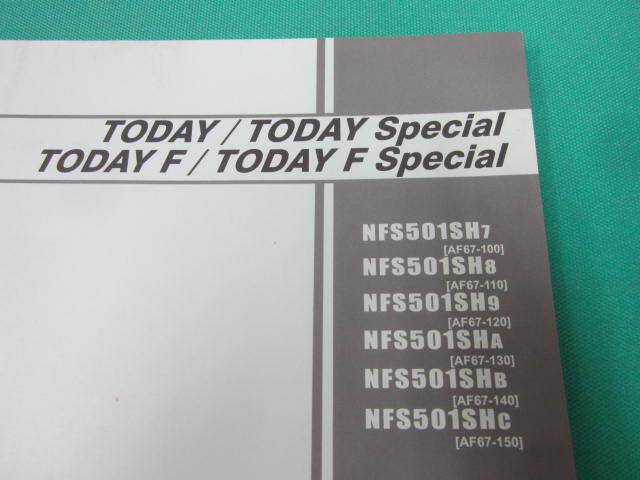 TODAY / TODAY Special
TODAY F / TODAY F Special
NFS501SH7
[AF67-100]
NFS501SH8
[AF67-110]
NFS501SH9
[AF67-120]
NFS501SHA
[AF67-130]
NFS501SHB
[AF67-140]
NFS501SHC
[AF67-150]